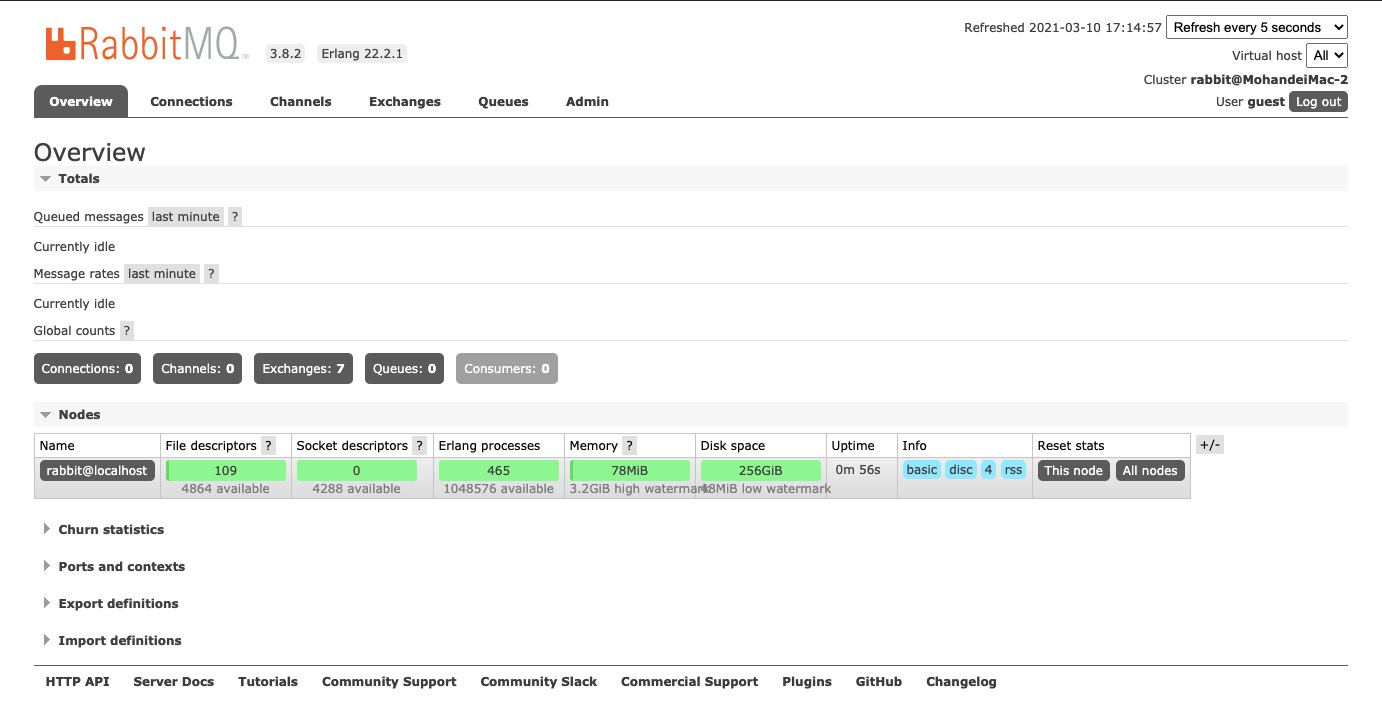 RabbitMQ TM 3.8.2 Erlang 22.2.1
Refreshed 2021-03-10 17:14:57 Refresh every 5 seconds
Virtual host All
Cluster rabbit@MohandeiMac-2
User guest Log out
Overview Connections Channels Exchanges Queues Admin
Overview
Totals
Queued messages last minute ?
Currently idle
Message rates last minute ?
Currently idle
Global counts ?
Connections: 0 Channels: 0 Exchanges: 7 Queues: 0 Consumers: 0
Nodes
Name File descriptors ? Socket descriptors ? Erlang processes Memory ? Disk space Uptime Info Reset stats +/-
rabbit@localhost 109 0 465 78MiB 256GiB 0m 56s basic disc 4 rss This node All nodes
4864 available 4288 available 1048576 available 3.2GiB high watermark 48MiB low watermark
Churn statistics
Ports and contexts
Export definitions
Import definitions
HTTP API Server Docs Tutorials Community Support Community Slack Commercial Support Plugins GitHub Changelog